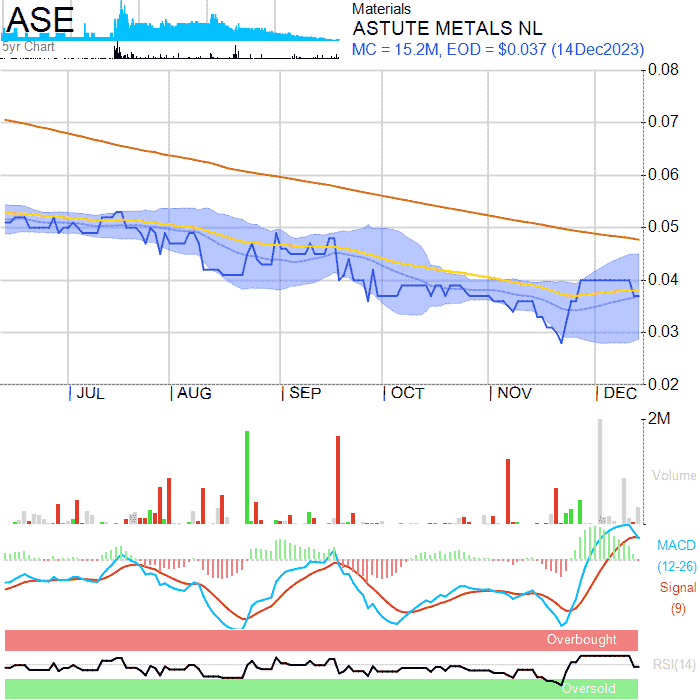 ASE
5yr Chart
Materials
ASTUTE METALS NL
MC = 15.2M, EOD = $0.037 (14Dec2023)
0.08
0.07
0.06
0.05
0.04
0.03
0.02
| JUL | AUG | SEP | OCT | NOV | DEC
2M
Volume
MACD
(12-26)
Signal
(9)
Overbought
RSI(14)
Oversold